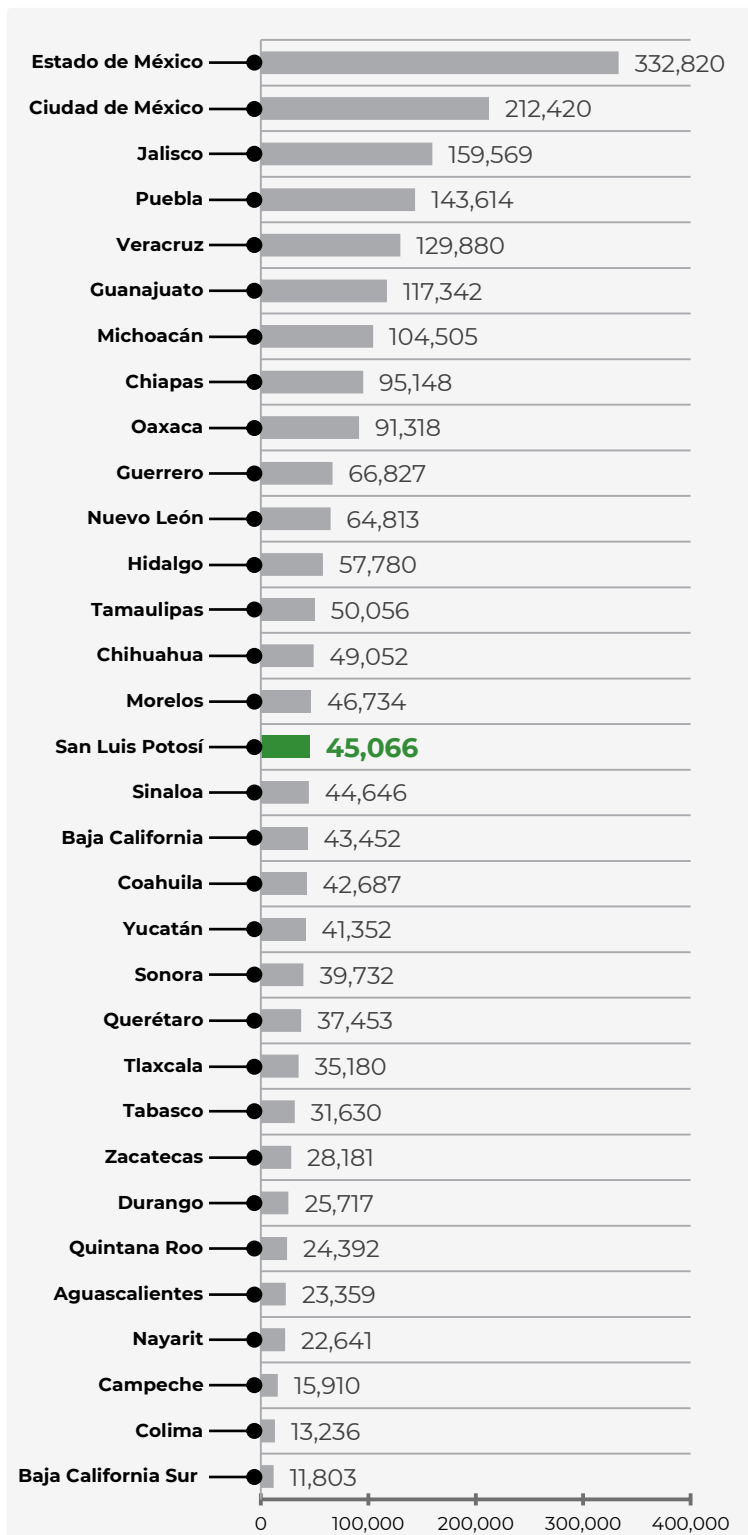 Estado de México 332,820
Ciudad de México 212,420
Jalisco 159,569
Puebla 143,614
Veracruz 129,880
Guanajuato 117,342
Michoacán 104,505
Chiapas 95,148
Oaxaca 91,318
Guerrero 66,827
Nuevo León 64,813
Hidalgo 57,780
Tamaulipas 50,056
Chihuahua 49,052
Morelos 46,734
San Luis Potosí 45,066
Sinaloa 44,646
Baja California 43,452
Coahuila 42,687
Yucatán 41,352
Sonora 39,732
Querétaro 37,453
Tlaxcala 35,180
Tabasco 31,630
Zacatecas 28,181
Durango 25,717
Quintana Roo 24,392
Aguascalientes 23,359
Nayarit 22,641
Campeche 15,910
Colima 13,236
Baja California Sur 11,803
0 100,000 200,000 300,000 400,000